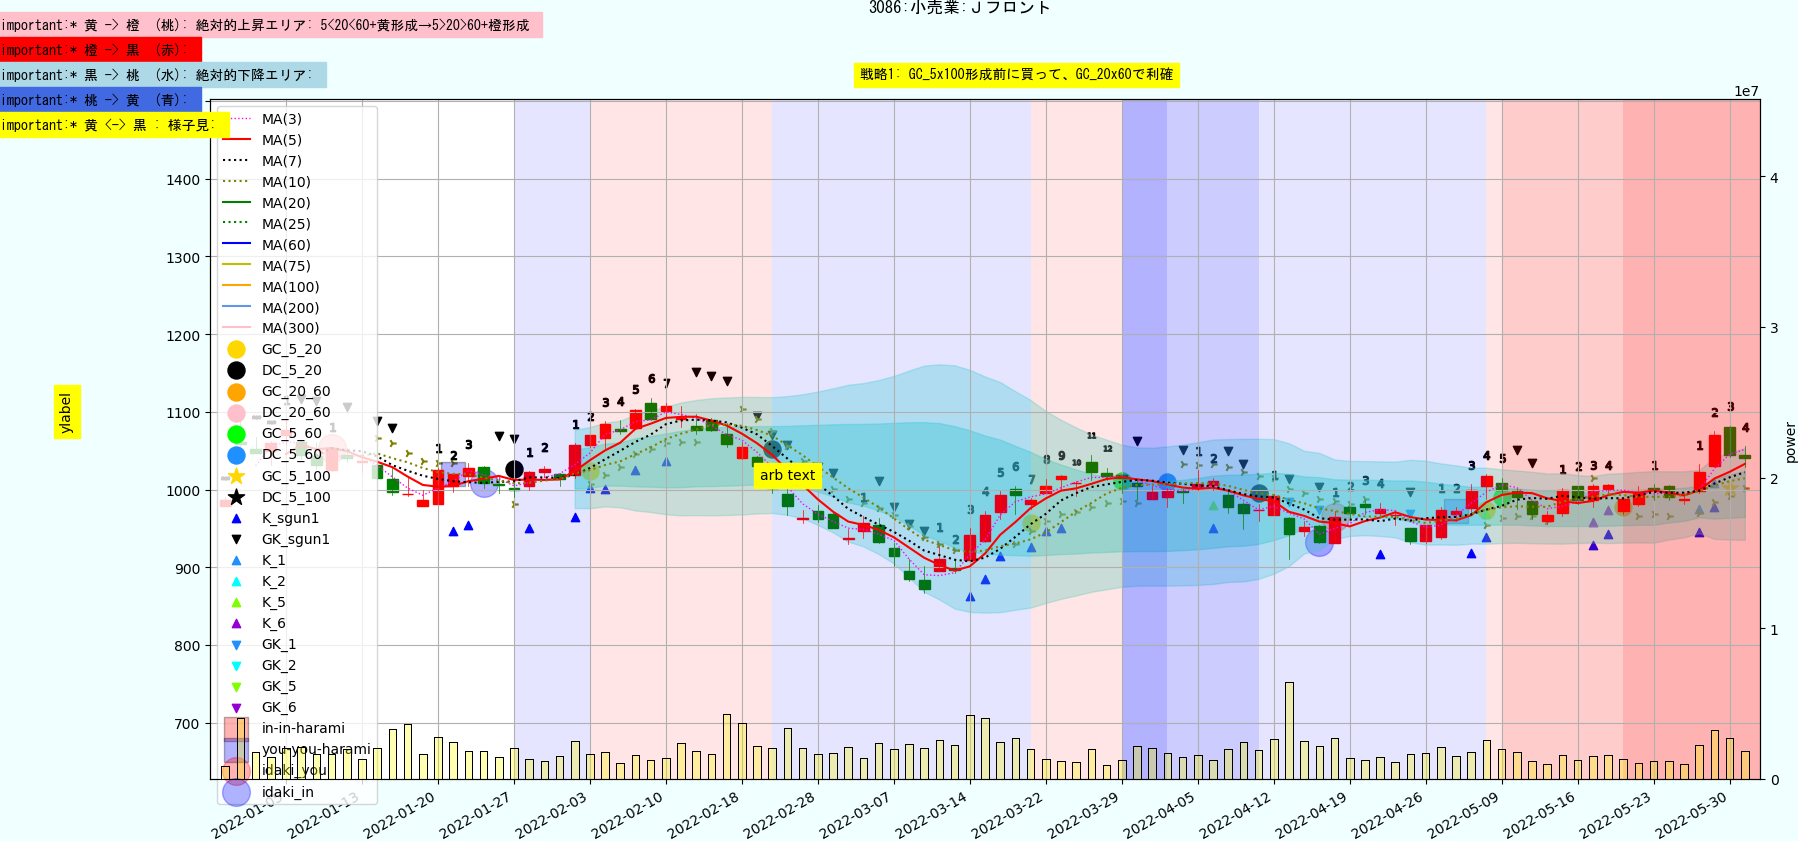 3086:小売業:Ｊフロント
important:* 黄 -> 橙 (桃): 絶対的上昇エリア: 5<20<60+黄形成→5>20>60+橙形成
important:* 橙 -> 黒 (赤):
important:* 黒 -> 桃 (水): 絶対的下降エリア:
戦略1: GC_5x100形成前に買って、GC_20x60で利確
important:* 桃 -> 黄 (青):
important:* 黄 <-> 黒 : 様子見:
1e7
MA(3)
MA(5)
MA(7)
MA(10)
MA(20)
MA(25)
MA(60)
MA(75)
MA(100)
MA(200)
MA(300)
GC_5_20
DC_5_20
GC_20_60
DC_20_60
GC_5_60
DC_5_60
GC_5_100
DC_5_100
K_sgun1
GK_sgun1
K_1
K_2
K_5
K_6
GK_1
GK_2
GK_5
GK_6
in-in-harami
you-you-harami
idaki_you
idaki_in
1400
1300
1200
1100
1000
900
800
700
ylabel
arb text
4
3
2
1
0
power
2022-01-05
2022-01-13
2022-01-20
2022-01-27
2022-02-03
2022-02-10
2022-02-18
2022-02-28
2022-03-07
2022-03-14
2022-03-22
2022-03-29
2022-04-05
2022-04-12
2022-04-19
2022-04-26
2022-05-09
2022-05-16
2022-05-23
2022-05-30